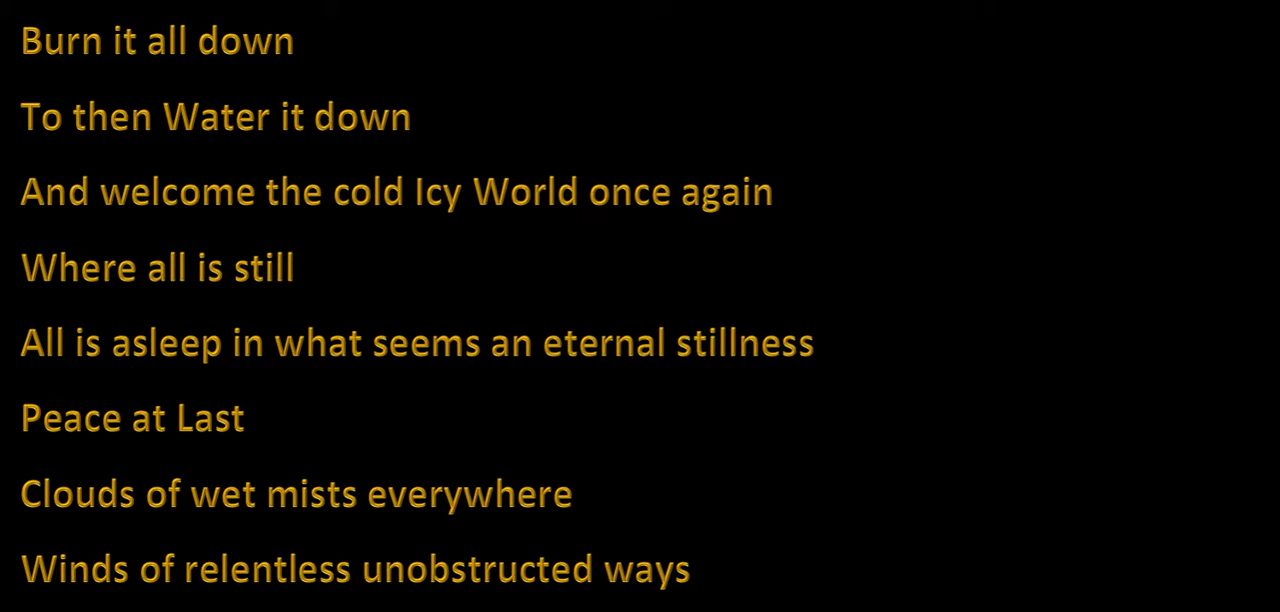 Burn it all down
To then Water it down
And welcome the cold Icy World once again
Where all is still
All is asleep in what seems an eternal stillness
Peace at Last
Clouds of wet mists everywhere
Winds of relentless unobstructed ways